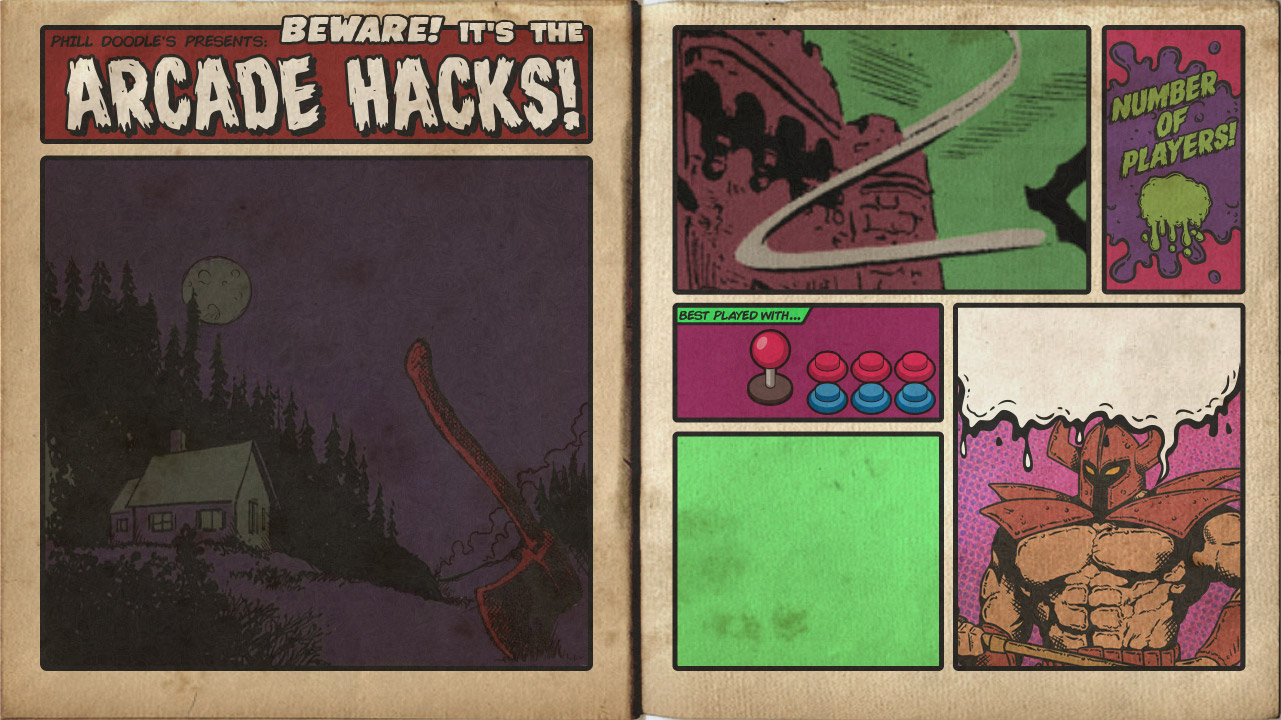 PHILL DOODLE'S PRESENTS:
BEWARE! IT'S THE
ARCADE HACKS!
NUMBER
OF
PLAYERS!
BEST PLAYED WITH...